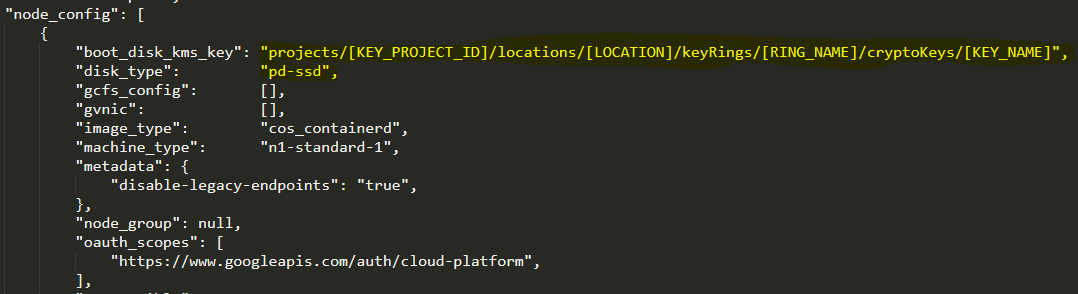 "node_config": [
{
"boot_disk_kms_key": "projects/[KEY_PROJECT_ID]/locations/[LOCATION]/keyRings/[RING_NAME]/cryptoKeys/[KEY_NAME]",
"disk_type": "pd-ssd",
"gcfs_config": [],
"gvnic": [],
"image_type": "cos_containerd",
"machine_type": "n1-standard-1",
"metadata": {
"disable-legacy-endpoints": "true",
},
"node_group": null,
"oauth_scopes": [
"https://www.googleapis.com/auth/cloud-platform",
],